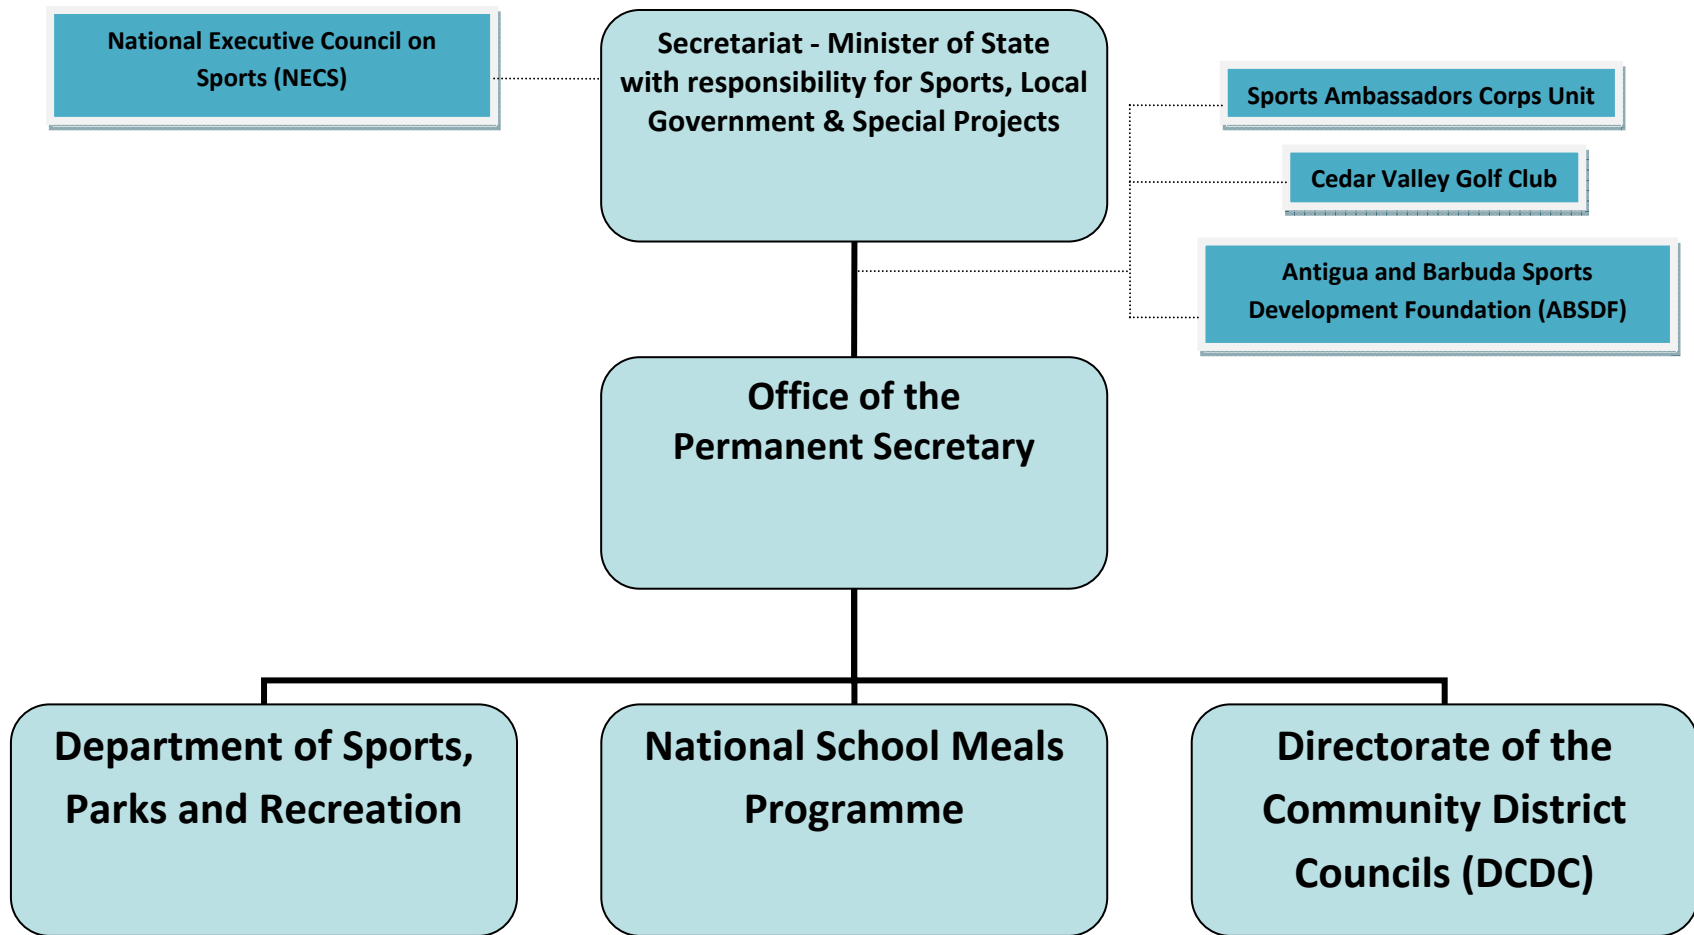 National Executive Council on
Sports (NECS)
Secretariat - Minister of State
with responsibility for Sports, Local
Government & Special Projects
Sports Ambassadors Corps Unit
Cedar Valley Golf Club
Antigua and Barbuda Sports
Development Foundation (ABSDF)
Office of the
Permanent Secretary
Department of Sports,
Parks and Recreation
National School Meals
Programme
Directorate of the
Community District
Councils (DCDC)